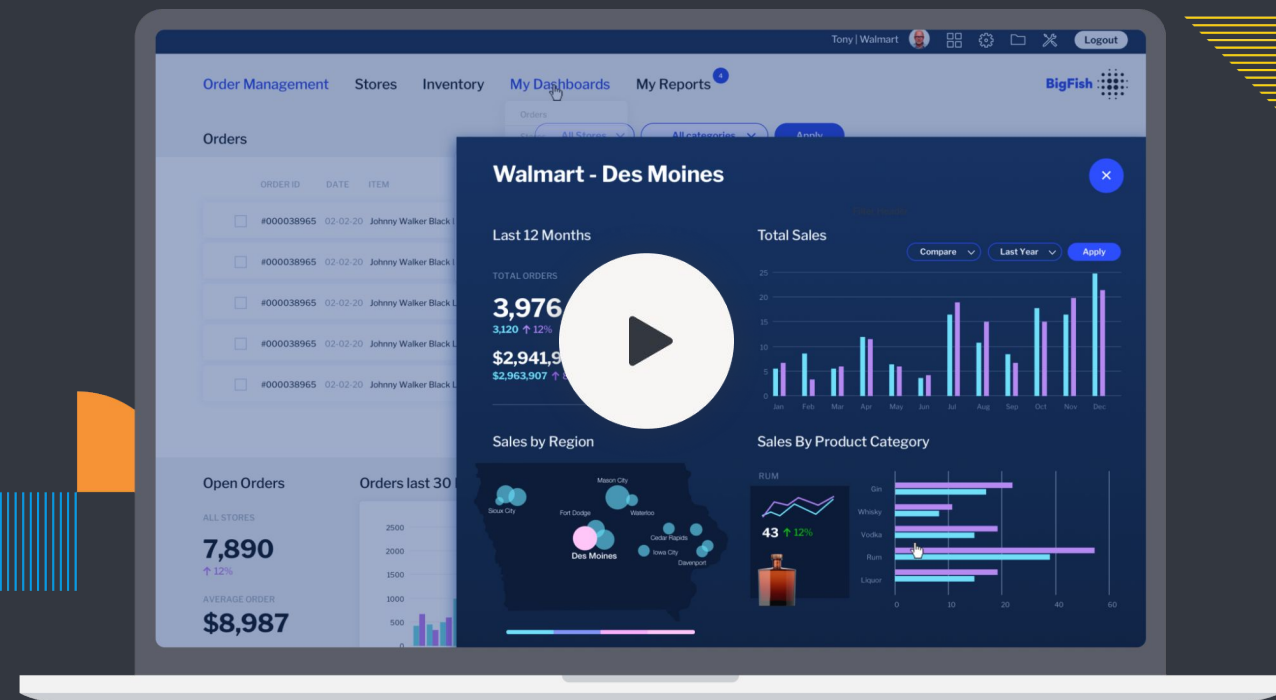 Tony | Walmart
Logout
Order Management Stores Inventory My Dashboards My Reports 4
BigFish
Orders
Orders
All Stores All categories Apply
ORDER ID DATE ITEM
#000038965 02-02-20 Johnny Walker Black
#000038965 02-02-20 Johnny Walker Black
#000038965 02-02-20 Johnny Walker Black L
#000038965 02-02-20 Johnny Walker Black L
#000038965 02-02-20 Johnny Walker Black L
Open Orders
ALL STORES
7,890
↑ 12%
AVERAGE ORDER
$8,987
Orders last 30
2500
2000
1500
1000
500
0
Walmart - Des Moines
×
Last 12 Months
TOTAL ORDERS
3,976
3,120 ↑ 12%
$2,941,9
$2,963,907 ↑
Total Sales
Compare Last Year Apply
25
20
15
10
5
0
Jan Feb Mar Apr May Jun Jul Aug Sep Oct Nov Dec
Sales by Region
Mason City
Sioux City
Fort Dodge
Waterloo
Cedar Rapids
Des Moines
Iowa City
Davenport
Sales By Product Category
RUM
43 ↑ 12%
Gin
Whisky
Vodka
Rum
Liquor
0 10 20 40 60